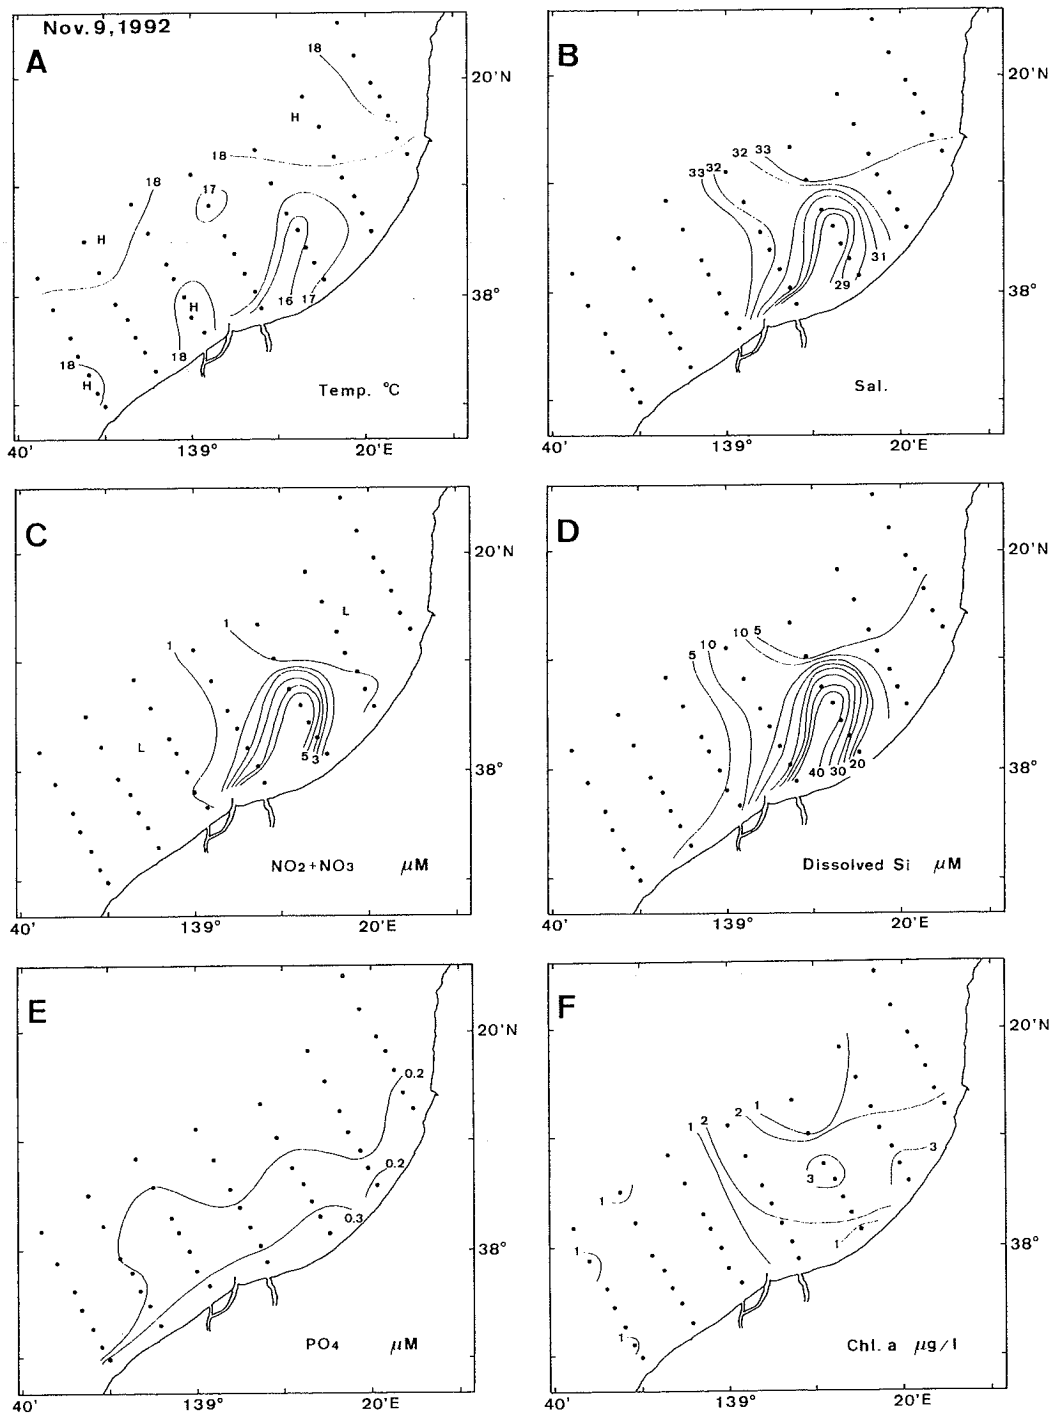 Nov. 9, 1992
A
18
20'N
H
18
18
17
H
16
17
38°
H
18
18
H
Temp. °C
40'
139°
20'E
B
20'N
33
32
32
33
31
29
38°
Sal.
40'
139°
20'E
C
20'N
L
1
1
L
5
3
38°
NO2+NO3 μM
40'
139°
20'E
D
20'N
5
10
10
5
40
30
20
38°
Dissolved Si μM
40'
139°
20'E
E
20'N
0.2
0.2
0.3
38°
PO4 μM
40'
139°
20'E
F
20'N
1
2
2
1
3
3
1
1
1
1
38°
Chl. a μg/l
40'
139°
20'E